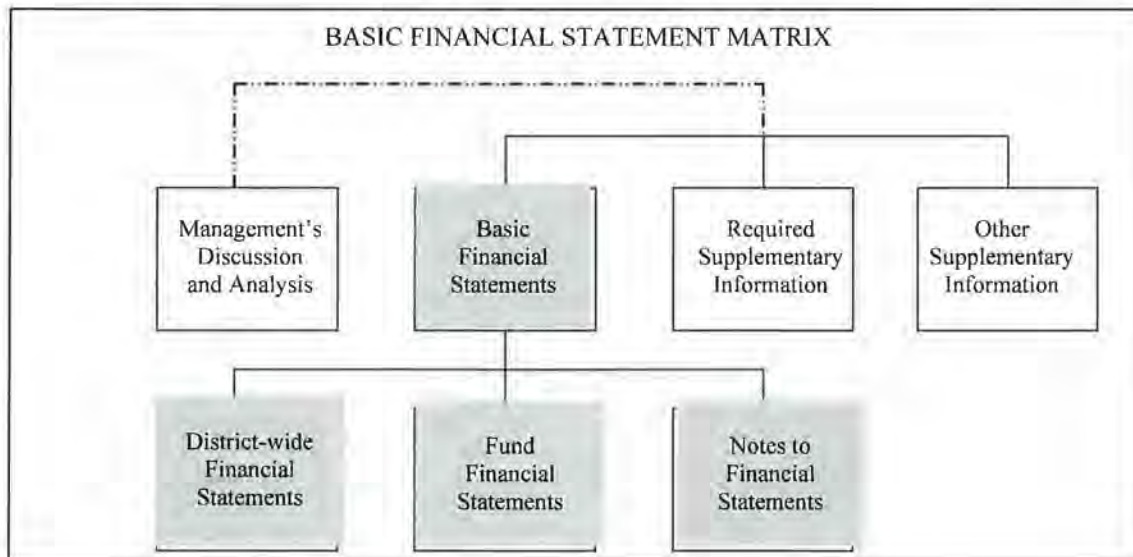 BASIC FINANCIAL STATEMENT MATRIX
Management's
Discussion
and Analysis
Basic
Financial
Statements
Required
Supplementary
Information
Other
Supplementary
Information
District-wide
Financial
Statements
Fund
Financial
Statements
Notes to
Financial
Statements